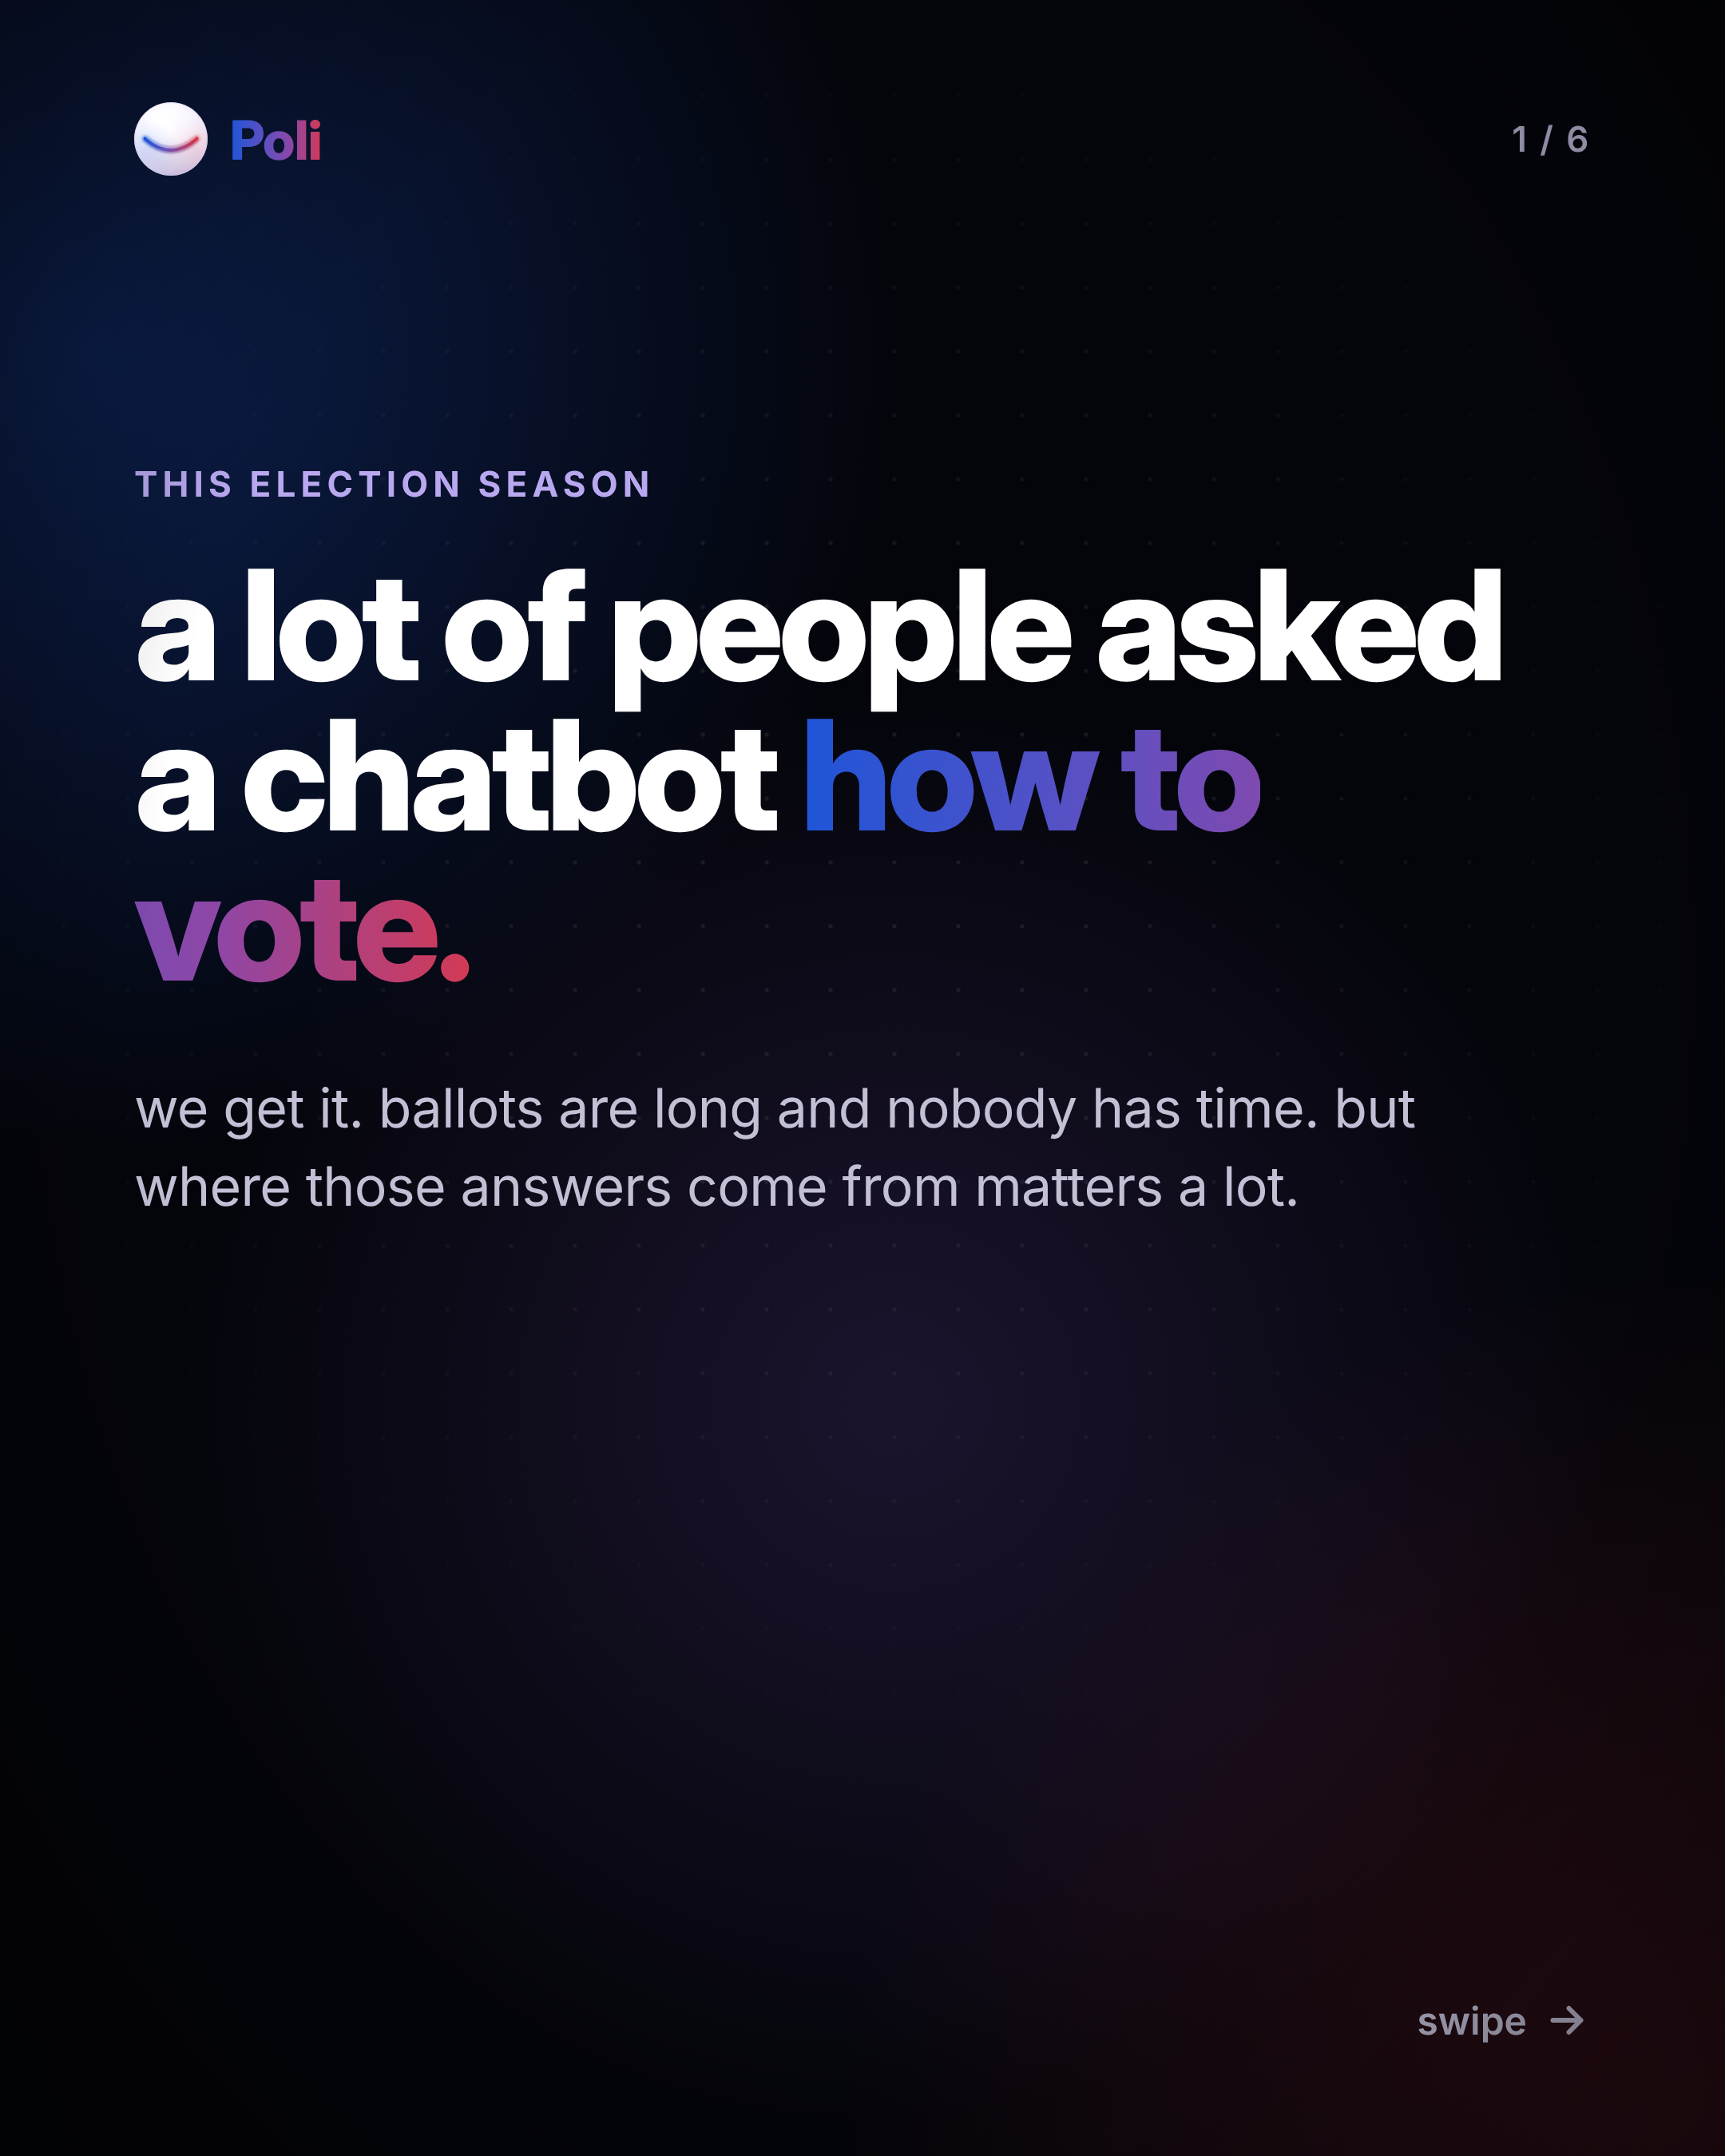 Poli
1 / 6
THIS ELECTION SEASON
a lot of people asked
a chatbot how to
vote.
we get it. ballots are long and nobody has time. but
where those answers come from matters a lot.
swipe →